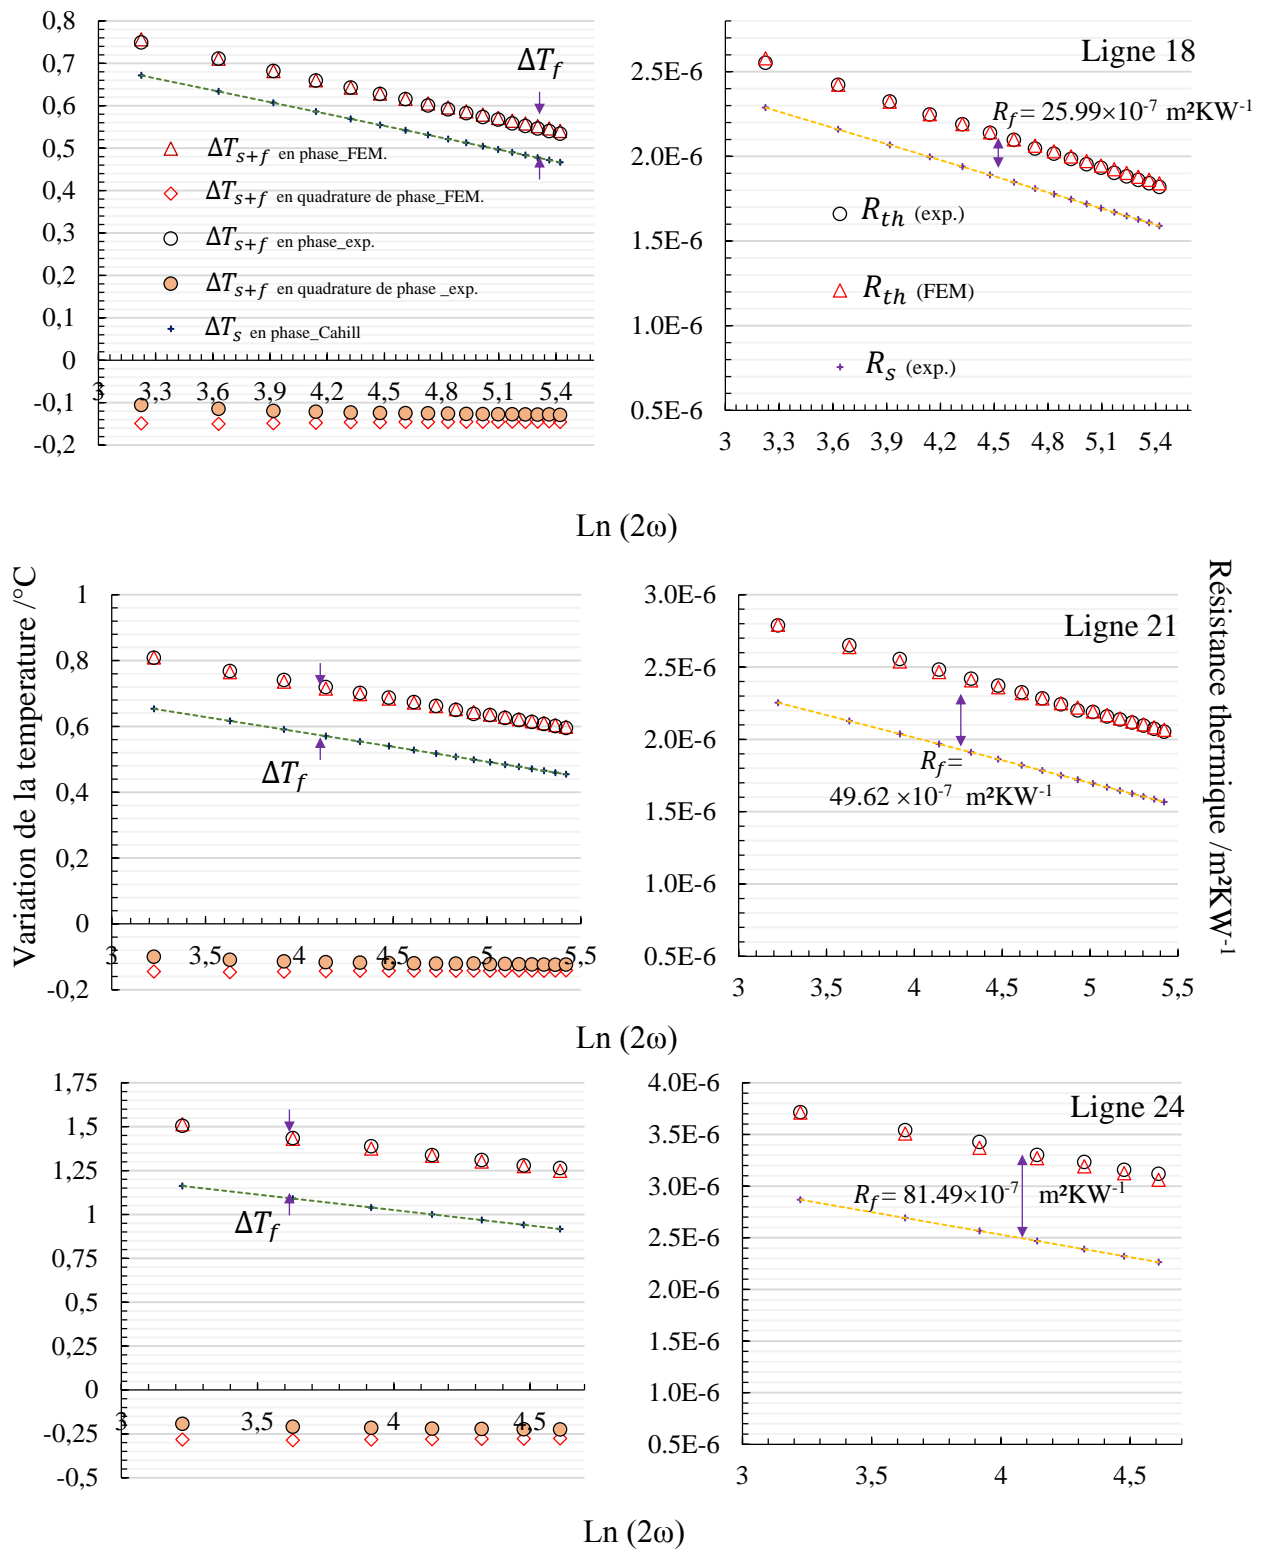 0,8
0,7
0,6
0,5
0,4
0,3
0,2
0,1
0
-0,1
-0,2
3 3,3 3,6 3,9 4,2 4,5 4,8 5,1 5,4
ΔT_f
ΔT_{s+f} en phase_FEM.
ΔT_{s+f} en quadrature de phase_FEM.
ΔT_{s+f} en phase_exp.
ΔT_{s+f} en quadrature de phase _exp.
ΔT_s en phase_Cahill
Ligne 18
2.5E-6
2.0E-6
1.5E-6
1.0E-6
0.5E-6
R_f = 25.99×10⁻⁷ m²KW⁻¹
R_{th} (exp.)
R_{th} (FEM)
R_s (exp.)
3 3,3 3,6 3,9 4,2 4,5 4,8 5,1 5,4
Ln (2ω)
Variation de la temperature /°C
Résistance thermique /m²KW⁻¹
1
0,8
0,6
0,4
0,2
0
-0,2
3 3,5 4 4,5 5 5,5
ΔT_f
Ligne 21
3.0E-6
2.5E-6
2.0E-6
1.5E-6
1.0E-6
0.5E-6
R_f =
49.62 ×10⁻⁷ m²KW⁻¹
3 3,5 4 4,5 5 5,5
Ln (2ω)
1,75
1,5
1,25
1
0,75
0,5
0,25
0
-0,25
-0,5
3 3,5 4 4,5
ΔT_f
Ligne 24
4.0E-6
3.5E-6
3.0E-6
2.5E-6
2.0E-6
1.5E-6
1.0E-6
0.5E-6
R_f = 81.49×10⁻⁷ m²KW⁻¹
3 3,5 4 4,5
Ln (2ω)